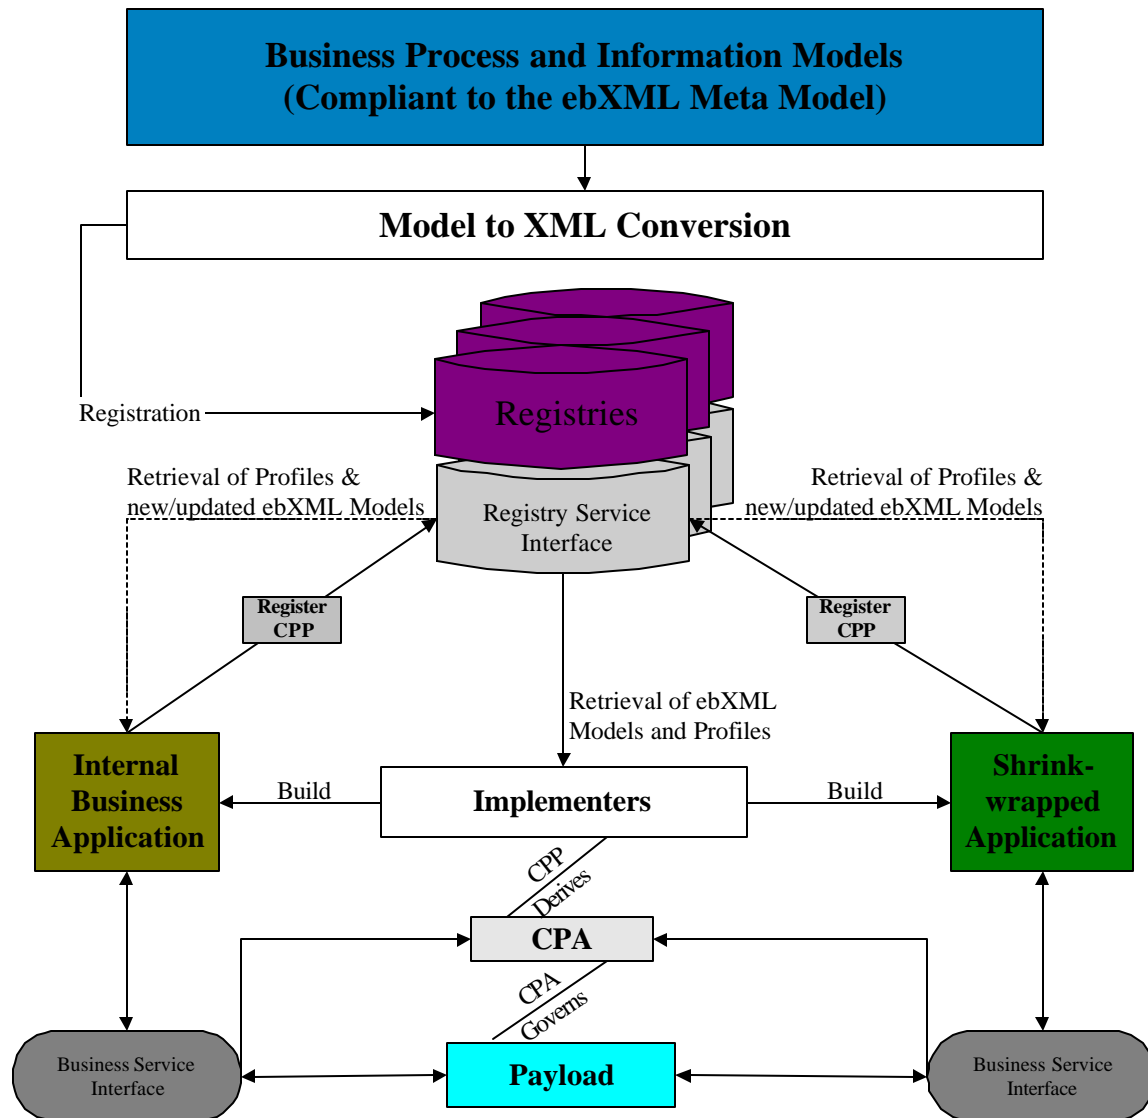 Business Process and Information Models
(Compliant to the ebXML Meta Model)
Model to XML Conversion
Registries
Registration
Retrieval of Profiles &
new/updated ebXML Models
Registry Service
Interface
Retrieval of Profiles &
new/updated ebXML Models
Register
CPP
Register
CPP
Retrieval of ebXML
Models and Profiles
Internal
Business
Application
Build
Implementers
Build
Shrink-
wrapped
Application
CPP
Derives
CPA
CPA
Governs
Business Service
Interface
Payload
Business Service
Interface